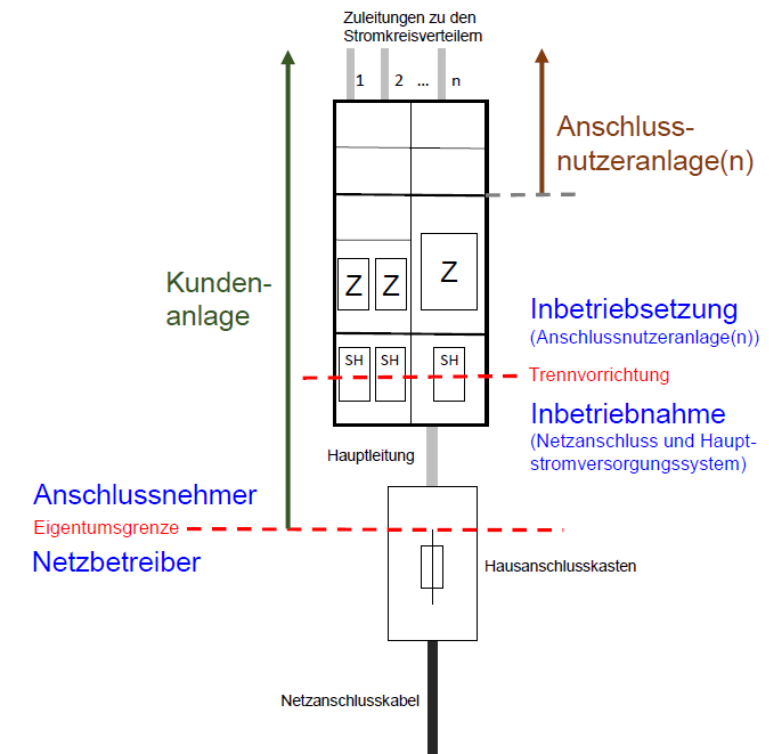 Zuleitungen zu den
Stromkreisverteilern
1 2 ... n
Anschluss-
nutzeranlage(n)
Kunden-
anlage
Z Z Z
Inbetriebsetzung
(Anschlussnutzeranlage(n))
SH SH SH
Trennvorrichtung
Inbetriebnahme
(Netzanschluss und Haupt-
stromversorgungssystem)
Hauptleitung
Anschlussnehmer
Eigentumsgrenze
Netzbetreiber
Hausanschlusskasten
Netzanschlusskabel